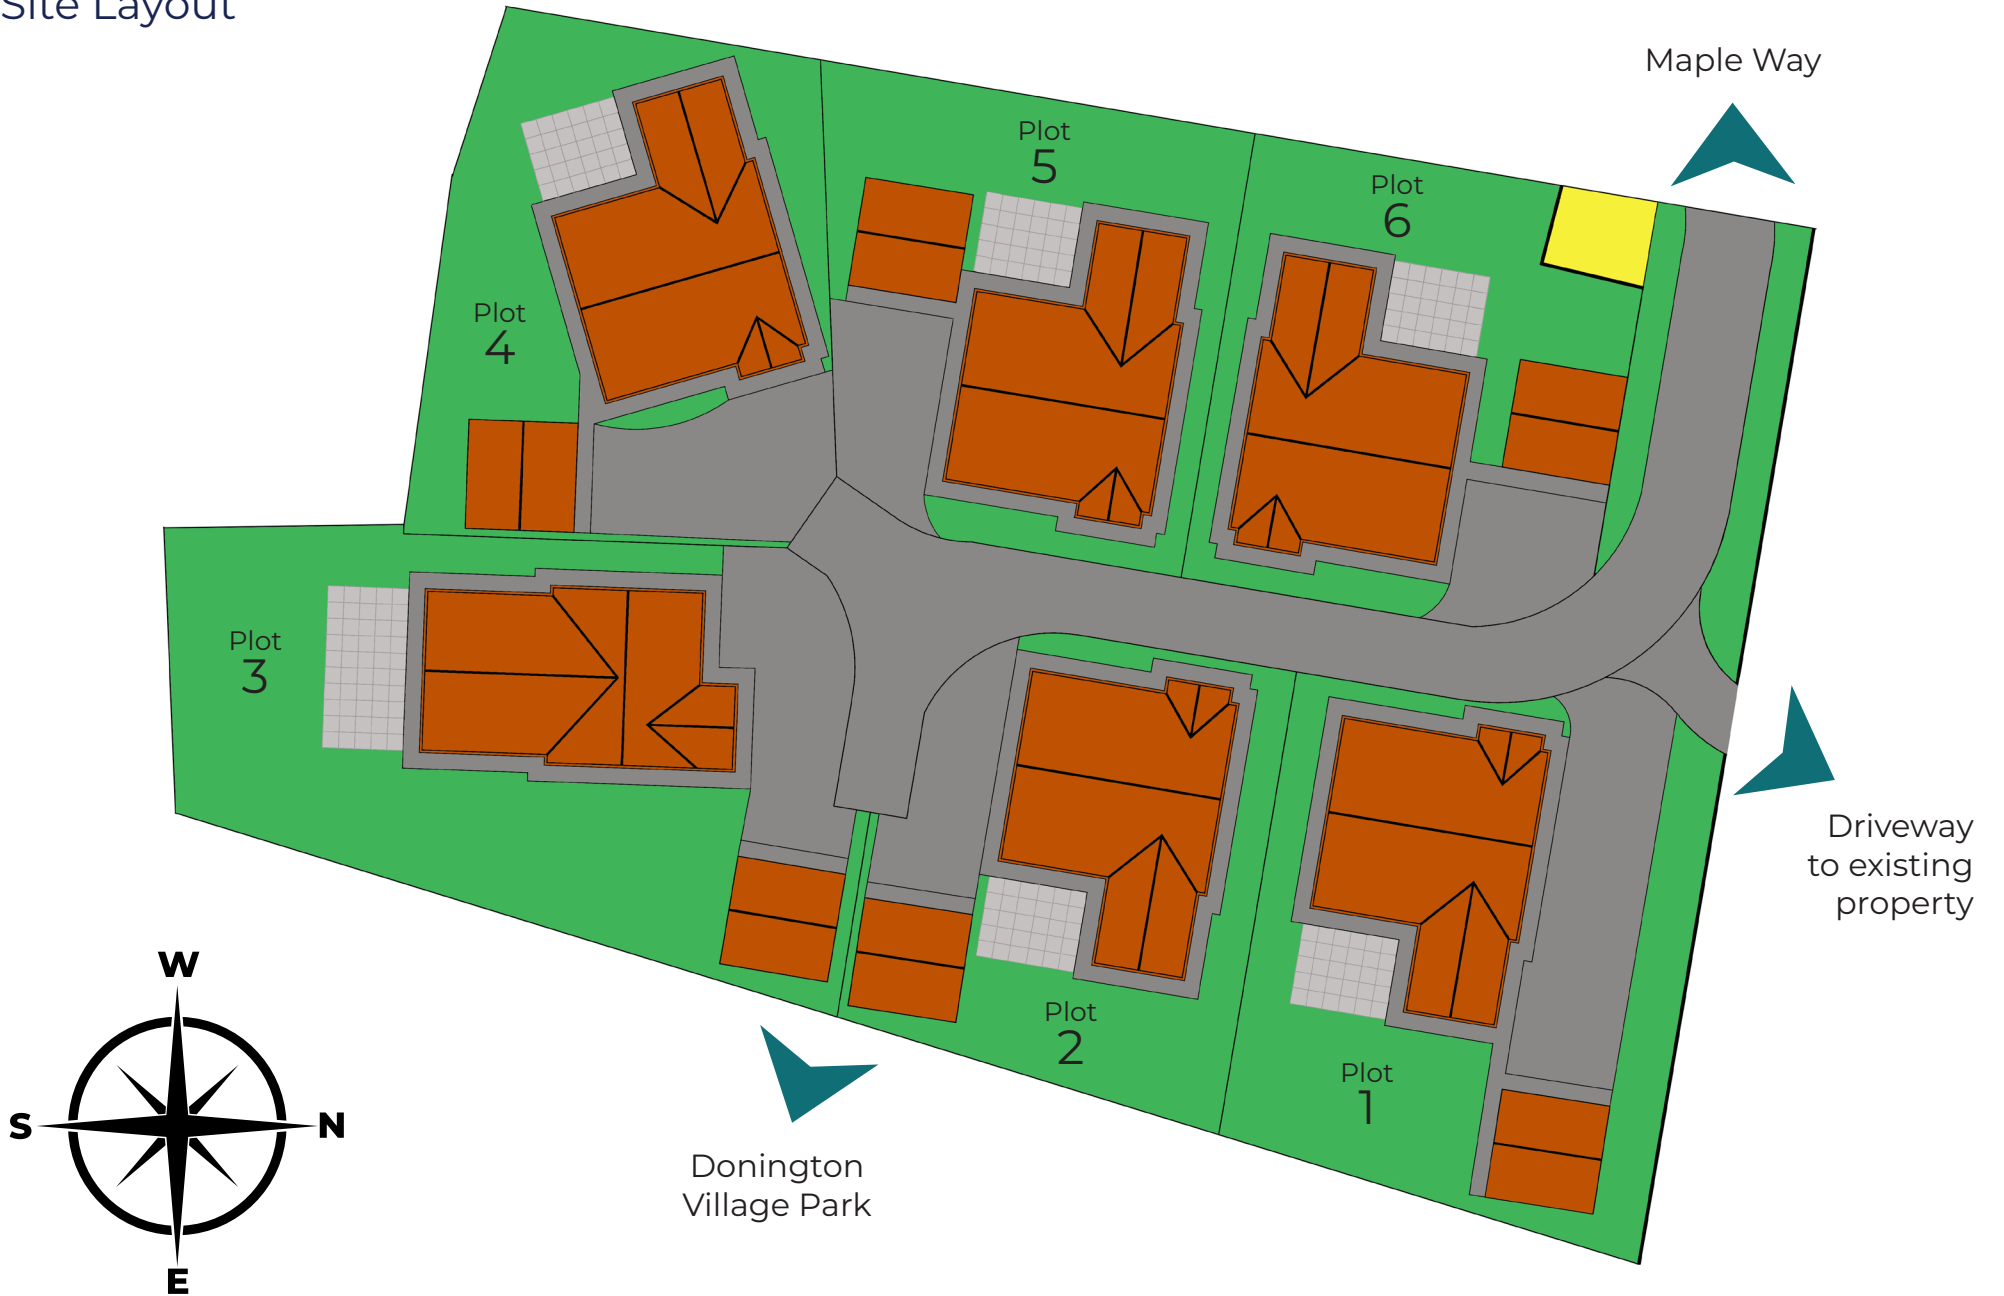 Site Layout
Maple Way
Plot
5
Plot
6
Plot
4
Plot
3
Driveway
to existing
property
W
S
N
E
Plot
2
Plot
1
Donington
Village Park